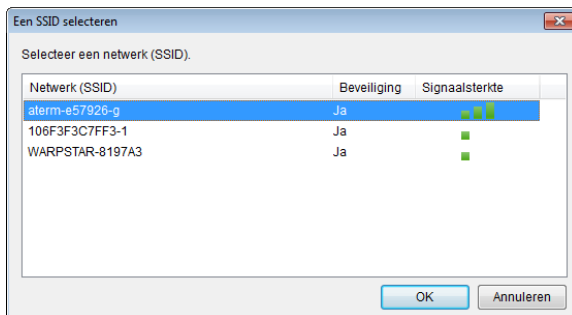 Een SSID selecteren
Selecteer een netwerk (SSID).
Netwerk (SSID) Beveiliging Signaalsterkte
aterm-e57926-g Ja
106F3F3C7FF3-1 Ja
WARPSTAR-8197A3 Ja
OK Annuleren